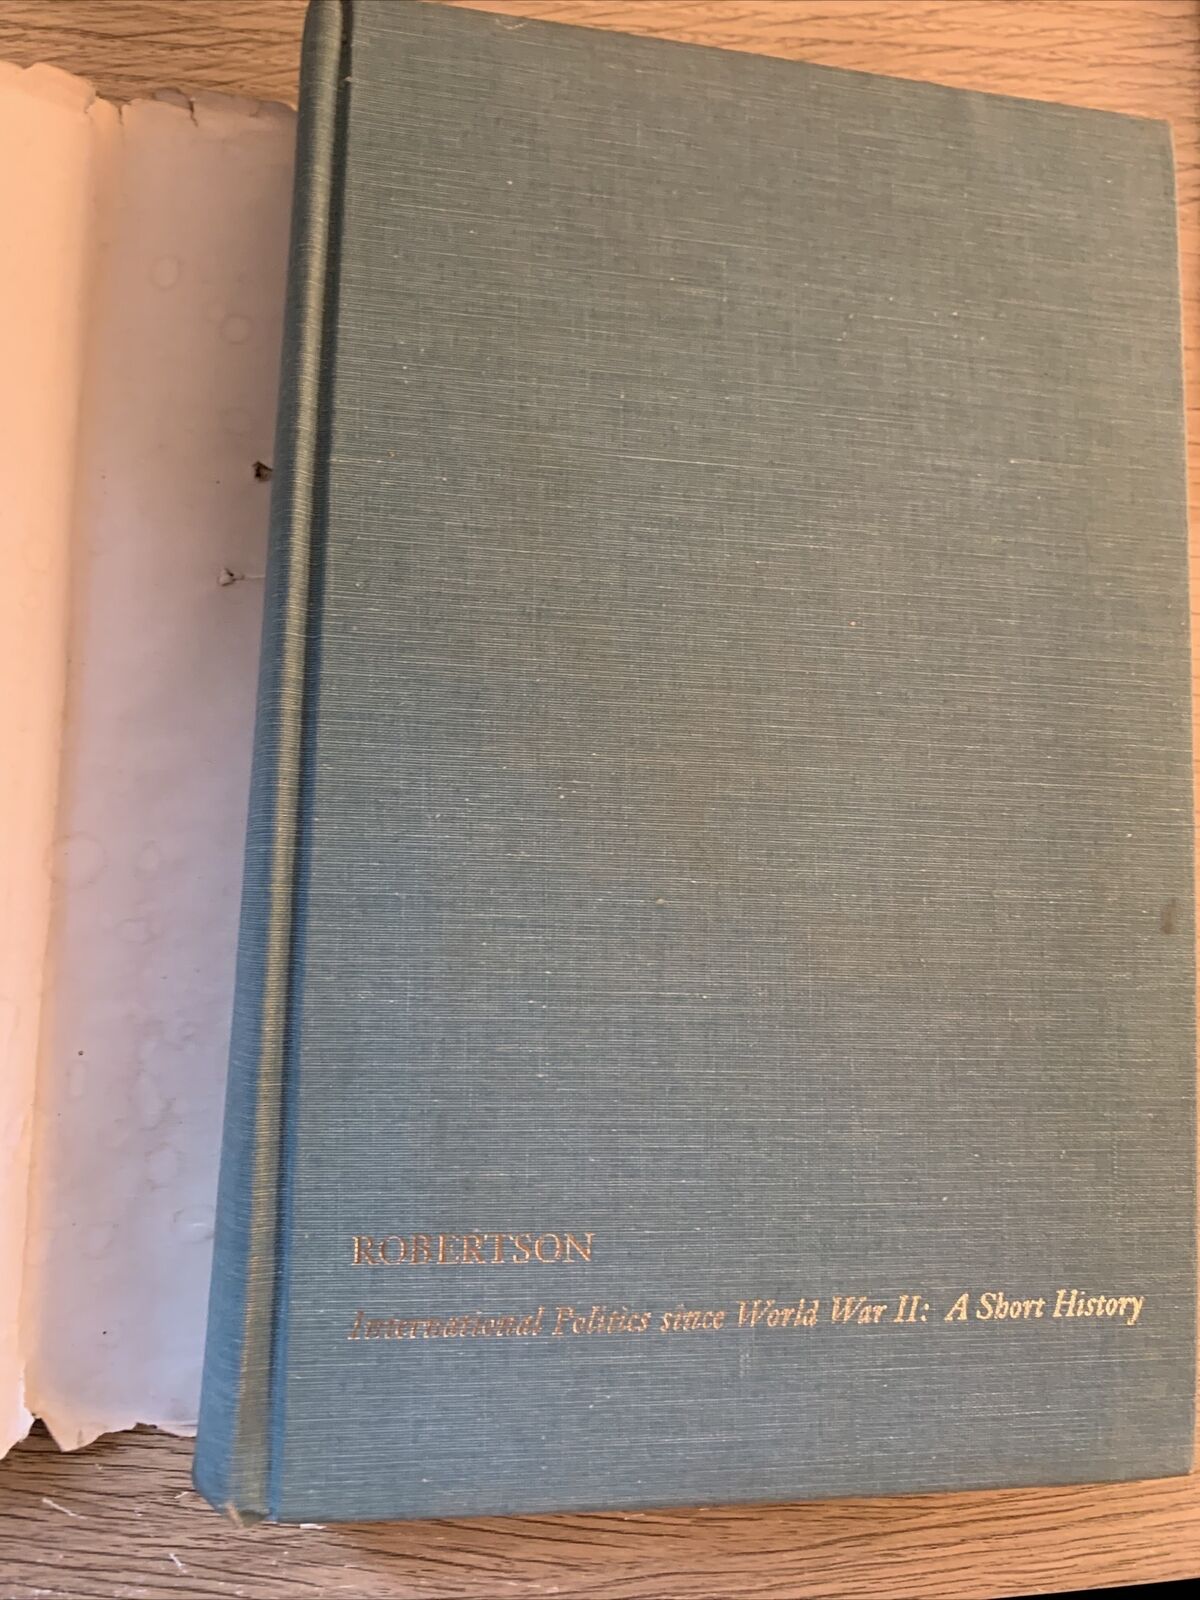 ROBERTSON
International Politics since World War II: A Short History